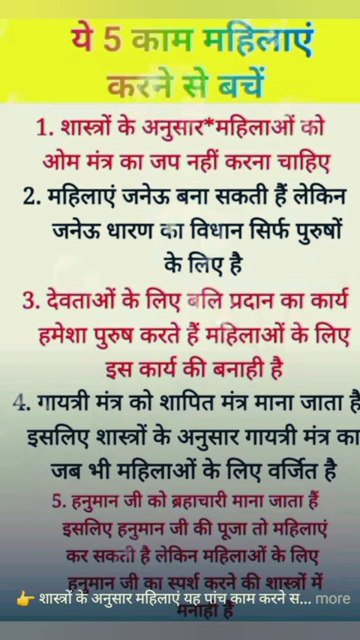 ये 5 काम महिलाएं
करने से बचें
1. शास्त्रों के अनुसार*महिलाओं को
ओम मंत्र का जप नहीं करना चाहिए
2. महिलाएं जनेऊ बना सकती हैं लेकिन
जनेऊ धारण का विधान सिर्फ पुरुषों
के लिए है
3. देवताओं के लिए बलि प्रदान का कार्य
हमेशा पुरुष करते हैं महिलाओं के लिए
इस कार्य की बनाही है
4. गायत्री मंत्र को शापित मंत्र माना जाता है
इसलिए शास्त्रों के अनुसार गायत्री मंत्र का
जब भी महिलाओं के लिए वर्जित है
5. हनुमान जी को ब्रहाचारी माना जाता हैं
इसलिए हनुमान जी की पूजा तो महिलाएं
कर सकती है लेकिन महिलाओं के लिए
हनुमान जी का स्पर्श करने की शास्त्रों में
👉 शास्त्रों के अनुसार महिलाएं यह पांच काम करने स... more
मनाही हैं